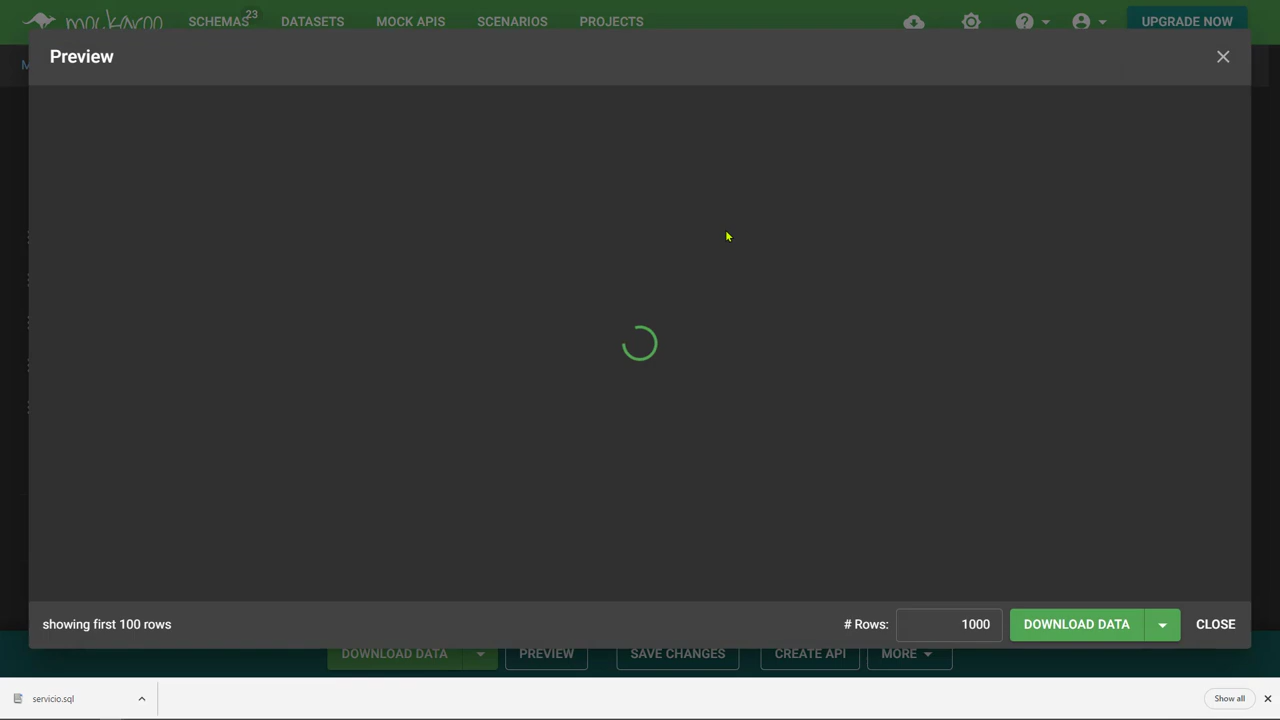 mockaroo SCHEMAS 23 DATASETS MOCK APIS SCENARIOS PROJECTS UPGRADE NOW
Preview
M
showing first 100 rows # Rows: 1000 DOWNLOAD DATA CLOSE
DOWNLOAD DATA PREVIEW SAVE CHANGES CREATE API MORE
servicio.sql Show all